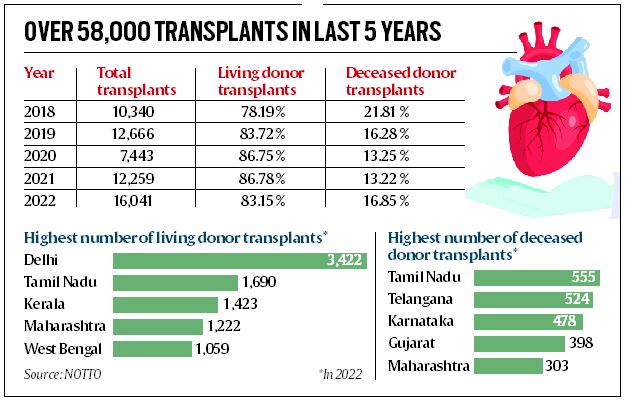 OVER 58,000 TRANSPLANTS IN LAST 5 YEARS
Year Total transplants Living donor transplants Deceased donor transplants
2018 10,340 78.19% 21.81 %
2019 12,666 83.72% 16.28 %
2020 7,443 86.75% 13.25 %
2021 12,259 86.78% 13.22 %
2022 16,041 83.15% 16.85 %
Highest number of living donor transplants*
Delhi 3,422
Tamil Nadu 1,690
Kerala 1,423
Maharashtra 1,222
West Bengal 1,059
Source: NOTTO *In 2022
Highest number of deceased
donor transplants*
Tamil Nadu 555
Telangana 524
Karnataka 478
Gujarat 398
Maharashtra 303